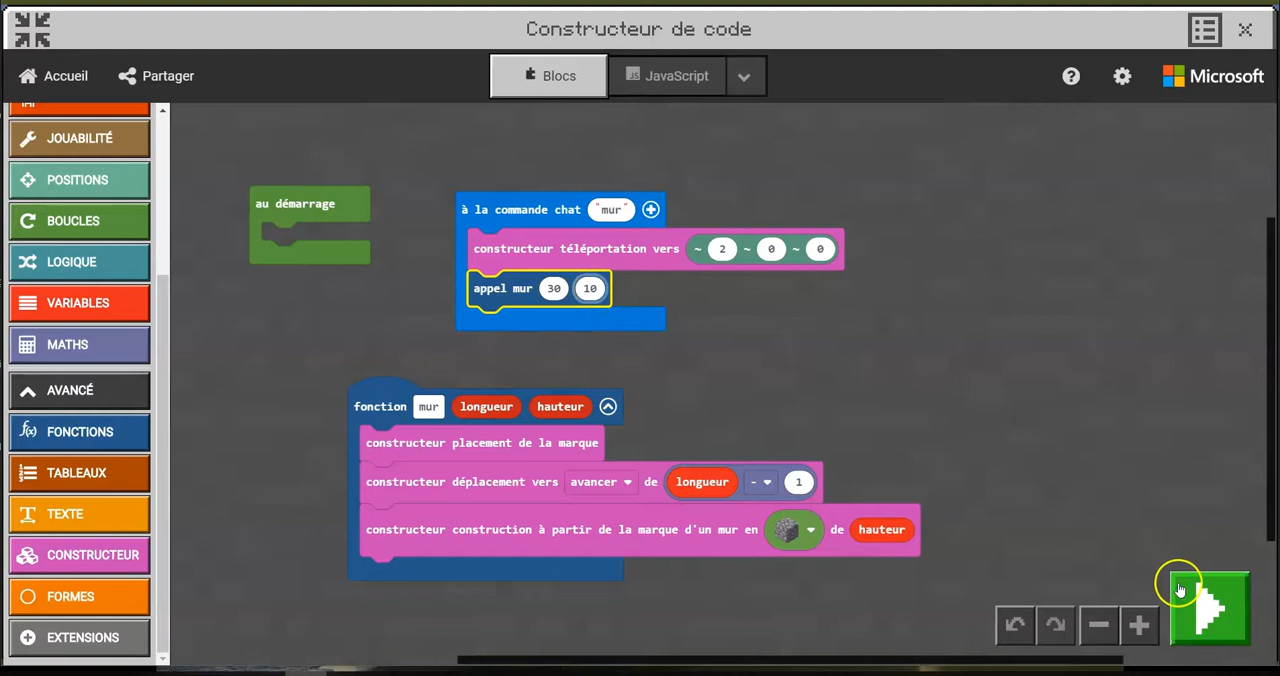 Constructeur de code
Accueil
Partager
Blocs
JS JavaScript
? Microsoft
JOUABILITÉ
POSITIONS
BOUCLES
LOGIQUE
VARIABLES
MATHS
AVANCÉ
f(x) FONCTIONS
TABLEAUX
TEXTE
CONSTRUCTEUR
FORMES
EXTENSIONS
au démarrage
à la commande chat "mur" +
constructeur téléportation vers ~ 2 ~ 0 ~ 0
appel mur 30 10
fonction mur longueur hauteur
constructeur placement de la marque
constructeur déplacement vers avancer de longueur - 1
constructeur construction à partir de la marque d'un mur en de hauteur